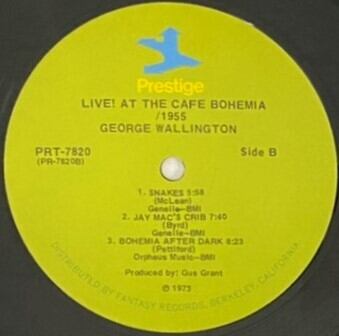 Prestige
LIVE! AT THE CAFE BOHEMIA
/1955
GEORGE WALLINGTON
PRT-7820
(PR-7820B)
Side B
1. SNAKES 5:58
(McLean)
Genelle-BMI
2. JAY MAC'S CRIB 7:40
(Byrd)
Genelle-BMI
3. BOHEMIA AFTER DARK 8:23
(Pettiford)
Orpheus Music-BMI
Produced by: Gus Grant
℗ 1973
DISTRIBUTED BY FANTASY RECORDS, BERKELEY, CALIFORNIA